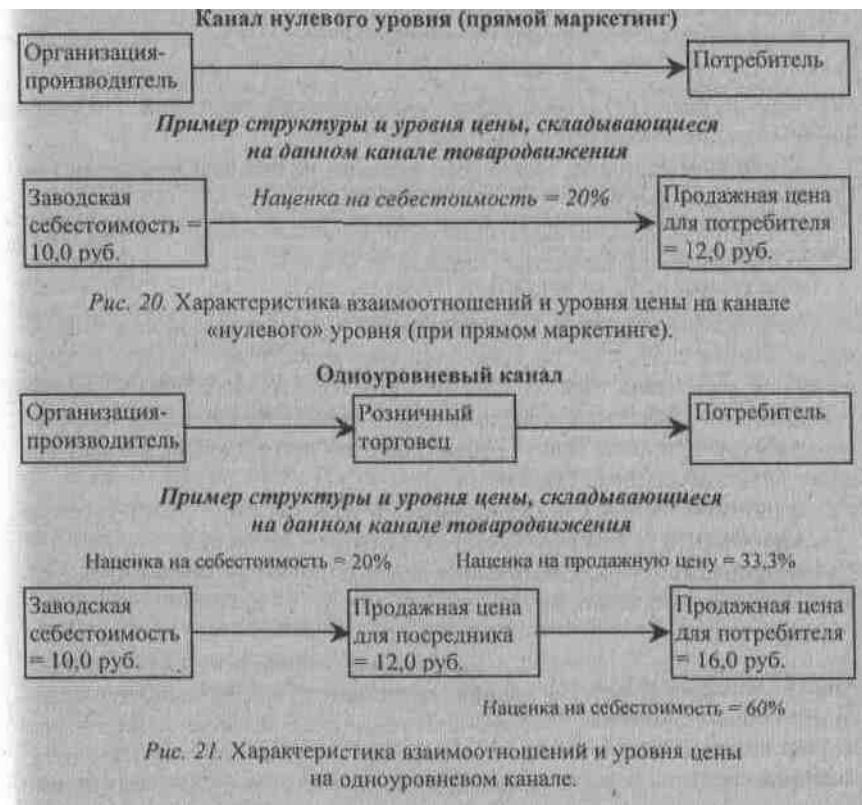 Канал нулевого уровня (прямой маркетинг)
Организация-
производитель
Потребитель
Пример структуры и уровня цены, складывающиеся
на данном канале товародвижения
Заводская
себестоимость =
10,0 руб.
Наценка на себестоимость = 20%
Продажная цена
для потребителя
= 12,0 руб.
Рис. 20. Характеристика взаимоотношений и уровня цены на канале
«нулевого» уровня (при прямом маркетинге).
Одноуровневый канал
Организация-
производитель
Розничный
торговец
Потребитель
Пример структуры и уровня цены, складывающиеся
на данном канале товародвижения
Наценка на себестоимость = 20%
Наценка на продажную цену = 33,3%
Заводская
себестоимость
= 10,0 руб.
Продажная цена
для посредника
= 12,0 руб.
Продажная цена
для потребителя
= 16,0 руб.
Наценка на себестоимость = 60%
Рис. 21. Характеристика взаимоотношений и уровня цены
на одноуровневом канале.